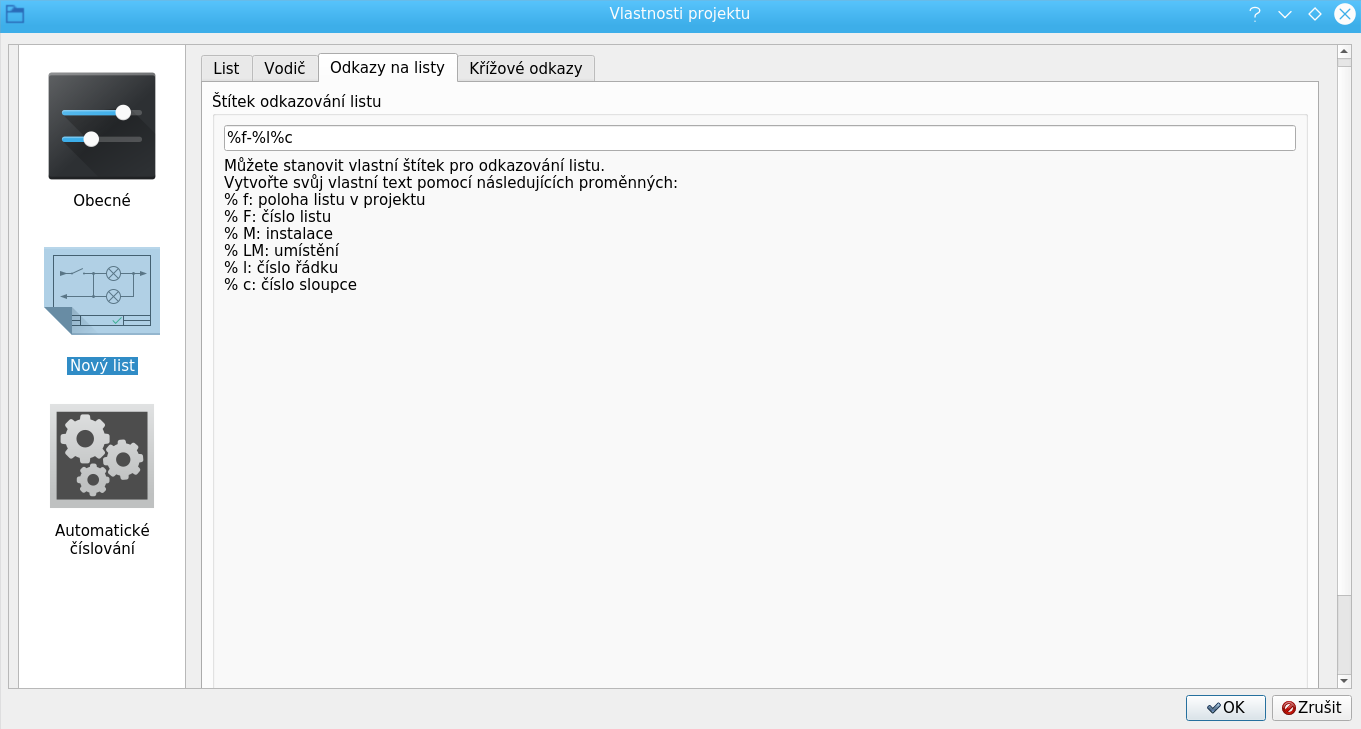 Vlastnosti projektu
Obecné
Nový list
Automatické
číslování
List
Vodič
Odkazy na listy
Křížové odkazy
Štítek odkazování listu
%f-%l%c
Můžete stanovit vlastní štítek pro odkazování listu.
Vytvořte svůj vlastní text pomocí následujících proměnných:
% f: poloha listu v projektu
% F: číslo listu
% M: instalace
% LM: umístění
% l: číslo řádku
% c: číslo sloupce
OK
Zrušit